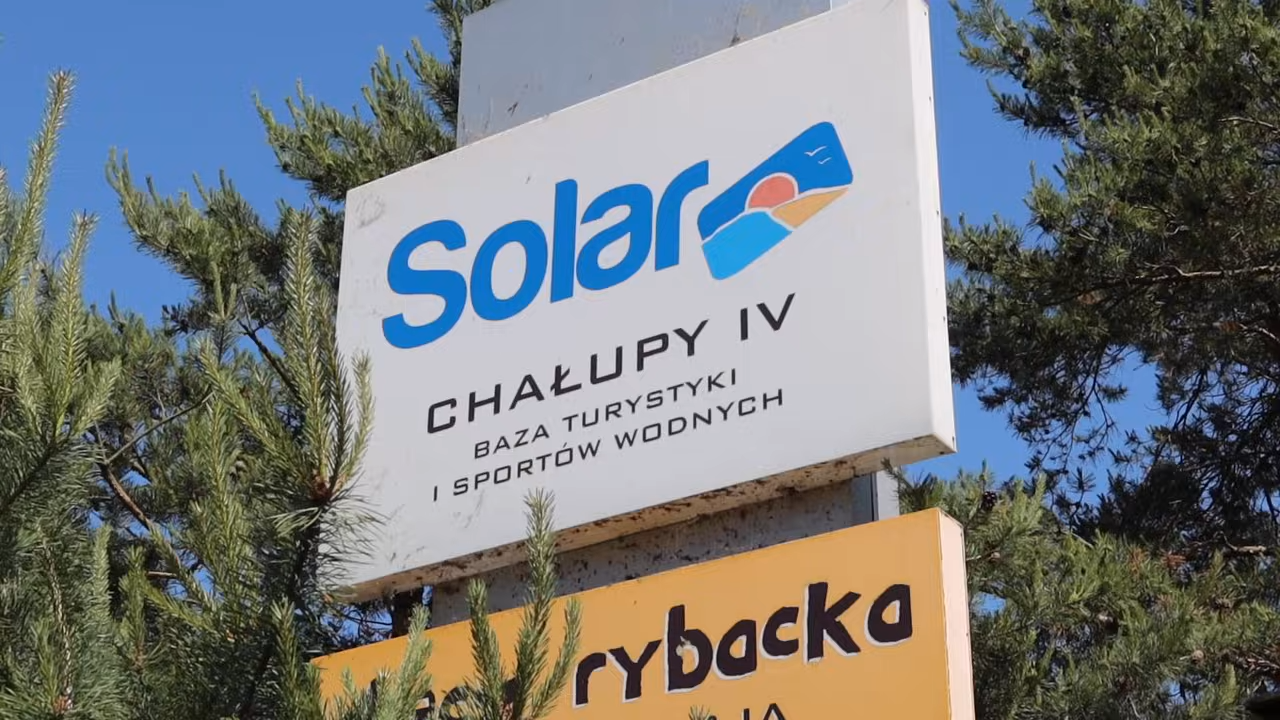 Solar
CHAŁUPY IV
BAZA TURYSTYKI
I SPORTÓW WODNYCH
rybacka